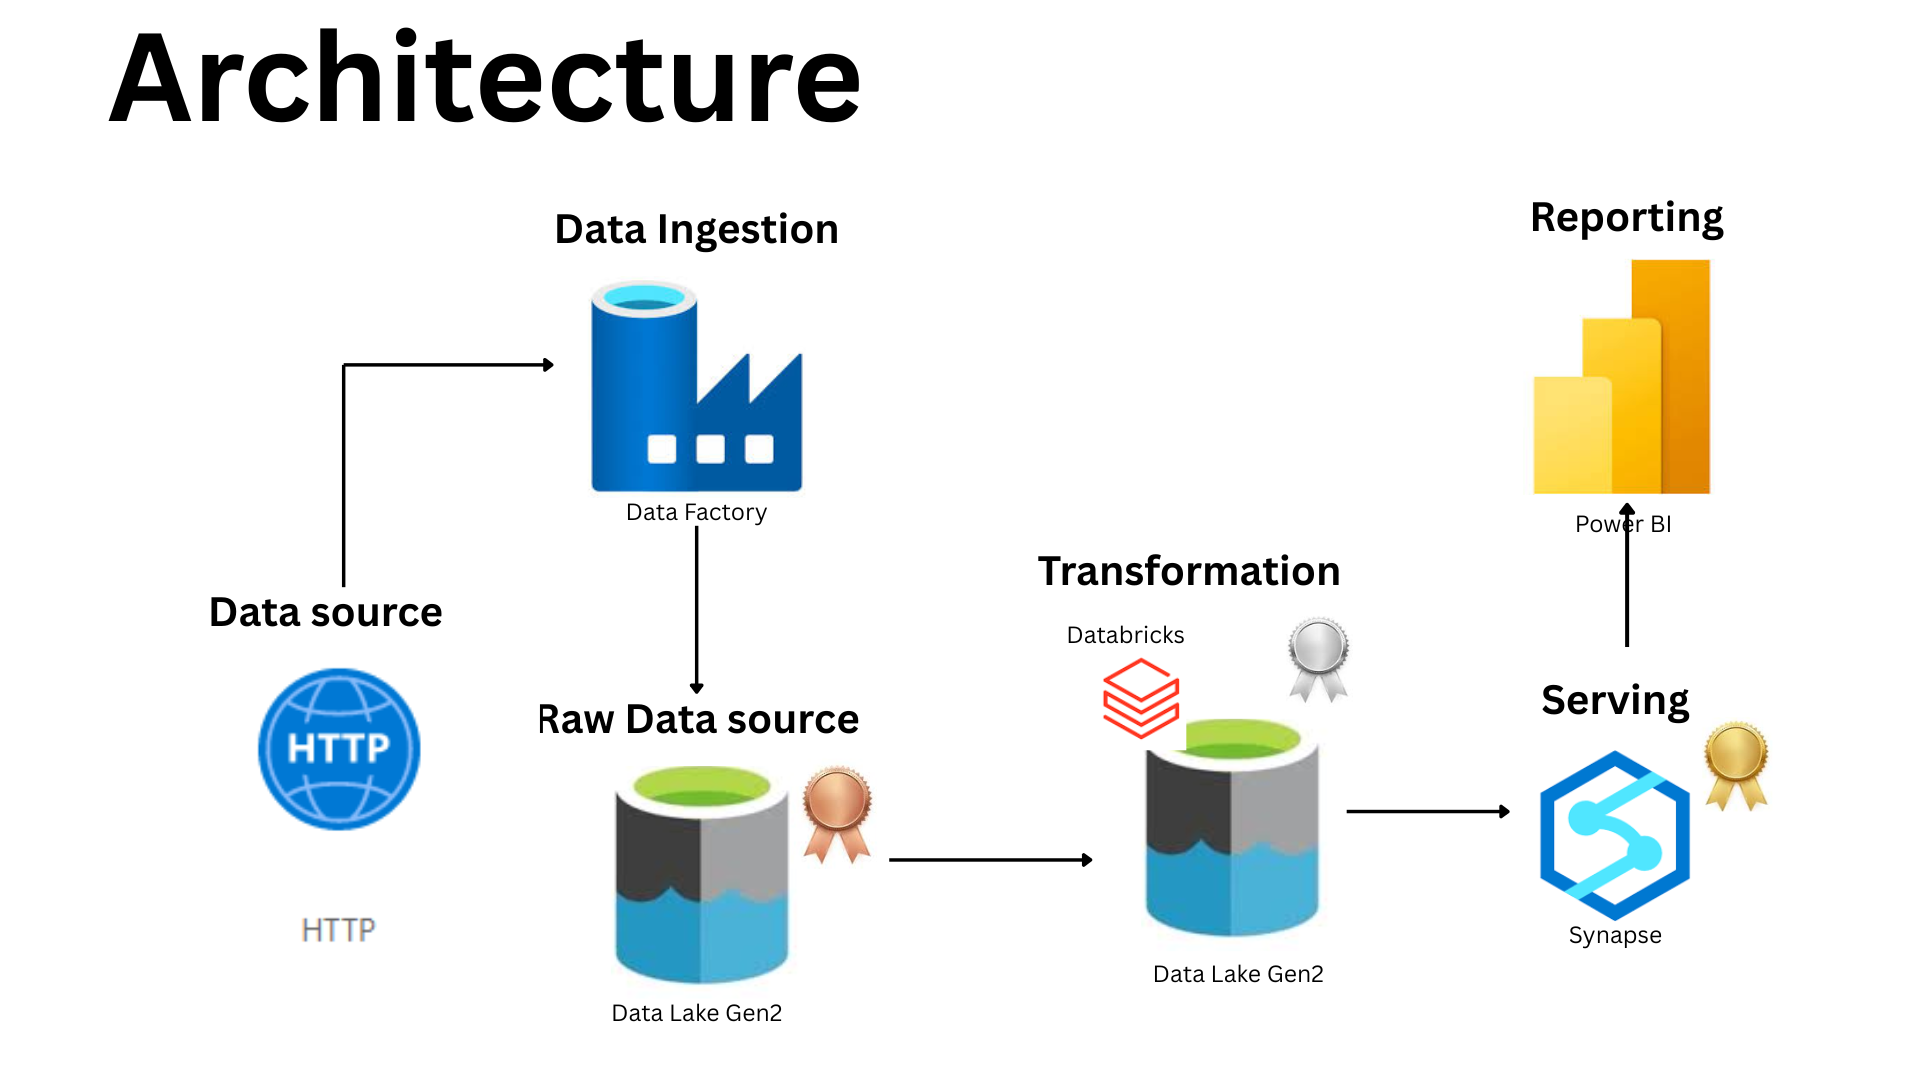 Architecture
Data Ingestion
Data Factory
Data source
HTTP
HTTP
Raw Data source
Data Lake Gen2
Transformation
Databricks
Data Lake Gen2
Serving
Synapse
Reporting
Power BI